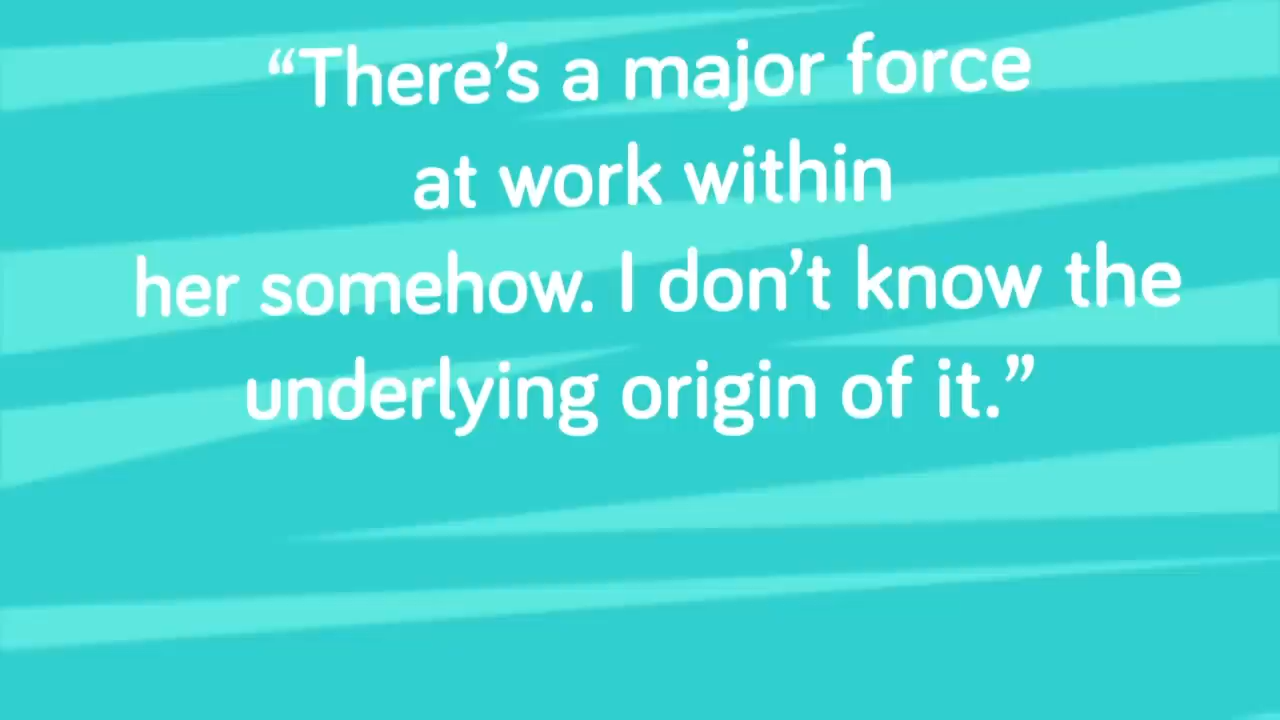 “There’s a major force
at work within
her somehow. I don’t know the
underlying origin of it.”